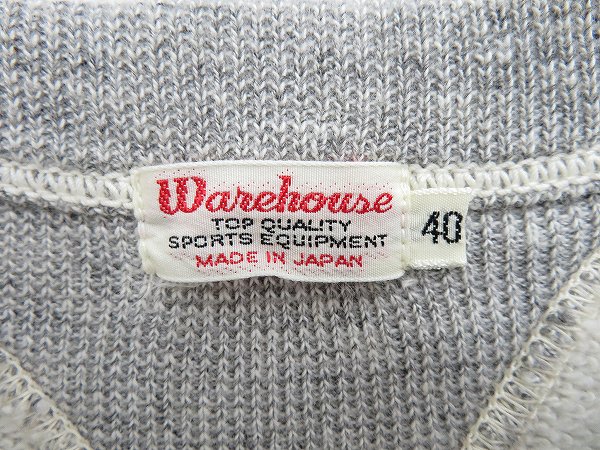 Warehouse
TOP QUALITY
SPORTS EQUIPMENT
MADE IN JAPAN
40